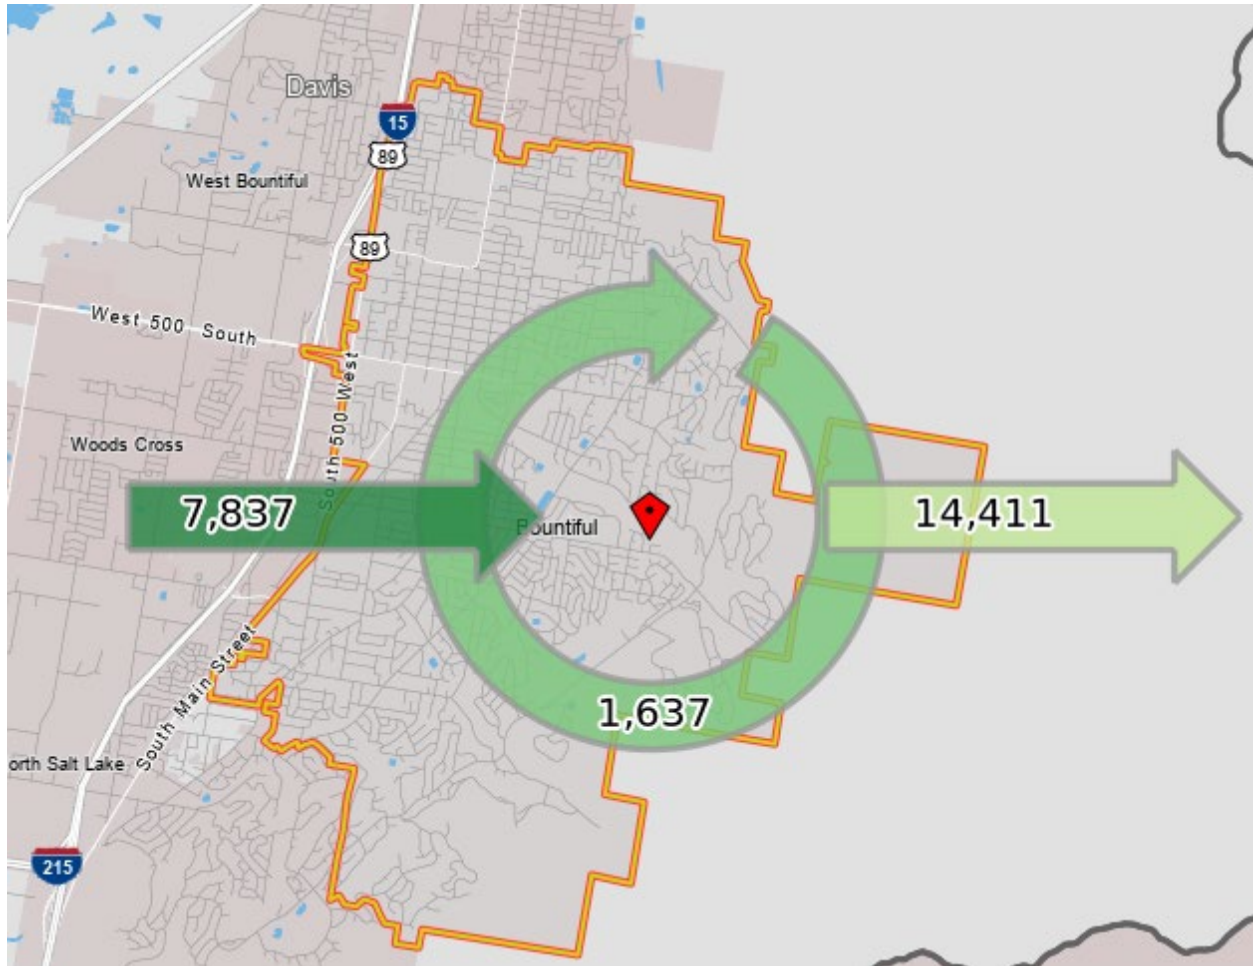 Davis
15
89
West Bountiful
89
West 500 South
South 500 West
Woods Cross
7,837
Bountiful
14,411
1,637
South Main Street
orth Salt Lake
215